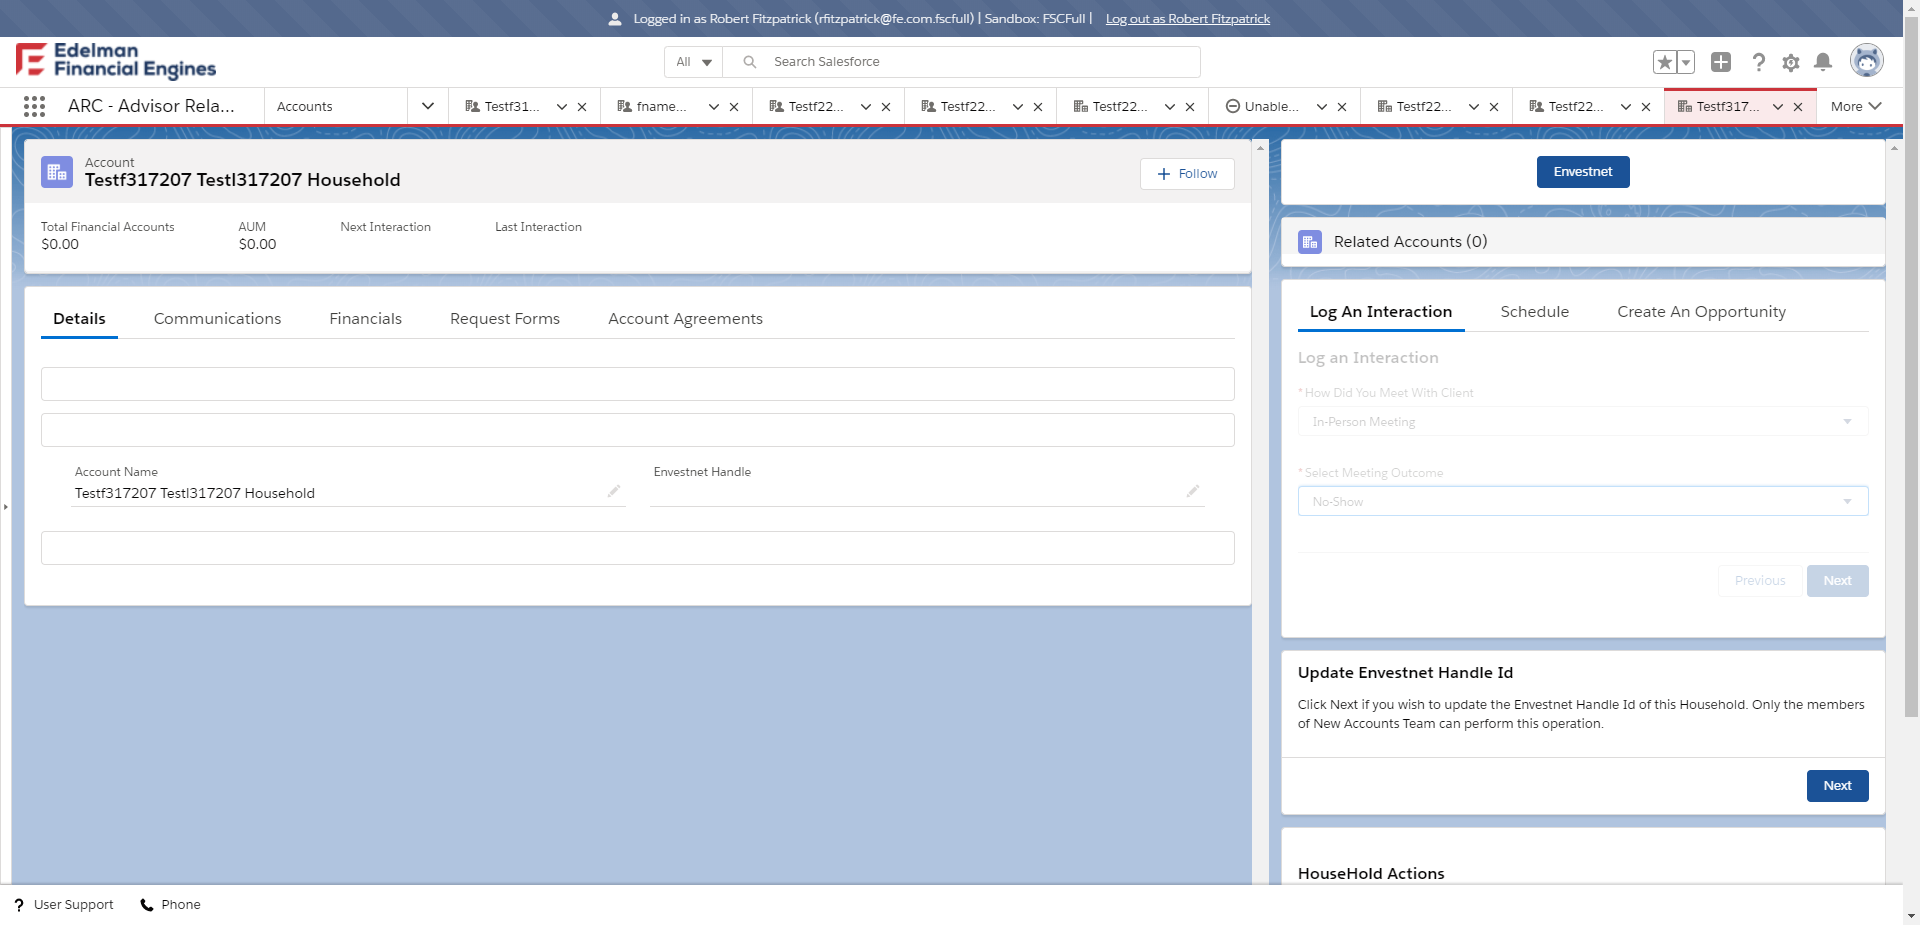 Logged in as Robert Fitzpatrick (rfitzpatrick@fe.com.fscfull) | Sandbox: FSCFull | Log out as Robert Fitzpatrick
Edelman
Financial Engines
All
Search Salesforce
ARC - Advisor Rela...
Accounts
Testf31...
fname...
Testf22...
Testf22...
Testf22...
Unable...
Testf22...
Testf22...
Testf317...
More
Account
Testf317207 Testl317207 Household
Follow
Total Financial Accounts
$0.00
AUM
$0.00
Next Interaction
Last Interaction
Details
Communications
Financials
Request Forms
Account Agreements
Account Name
Testf317207 Testl317207 Household
Envestnet Handle
Envestnet
Related Accounts (0)
Log An Interaction
Schedule
Create An Opportunity
Log an Interaction
* How Did You Meet With Client
In-Person Meeting
* Select Meeting Outcome
No-Show
Previous
Next
Update Envestnet Handle Id
Click Next if you wish to update the Envestnet Handle Id of this Household. Only the members
of New Accounts Team can perform this operation.
Next
HouseHold Actions
User Support
Phone